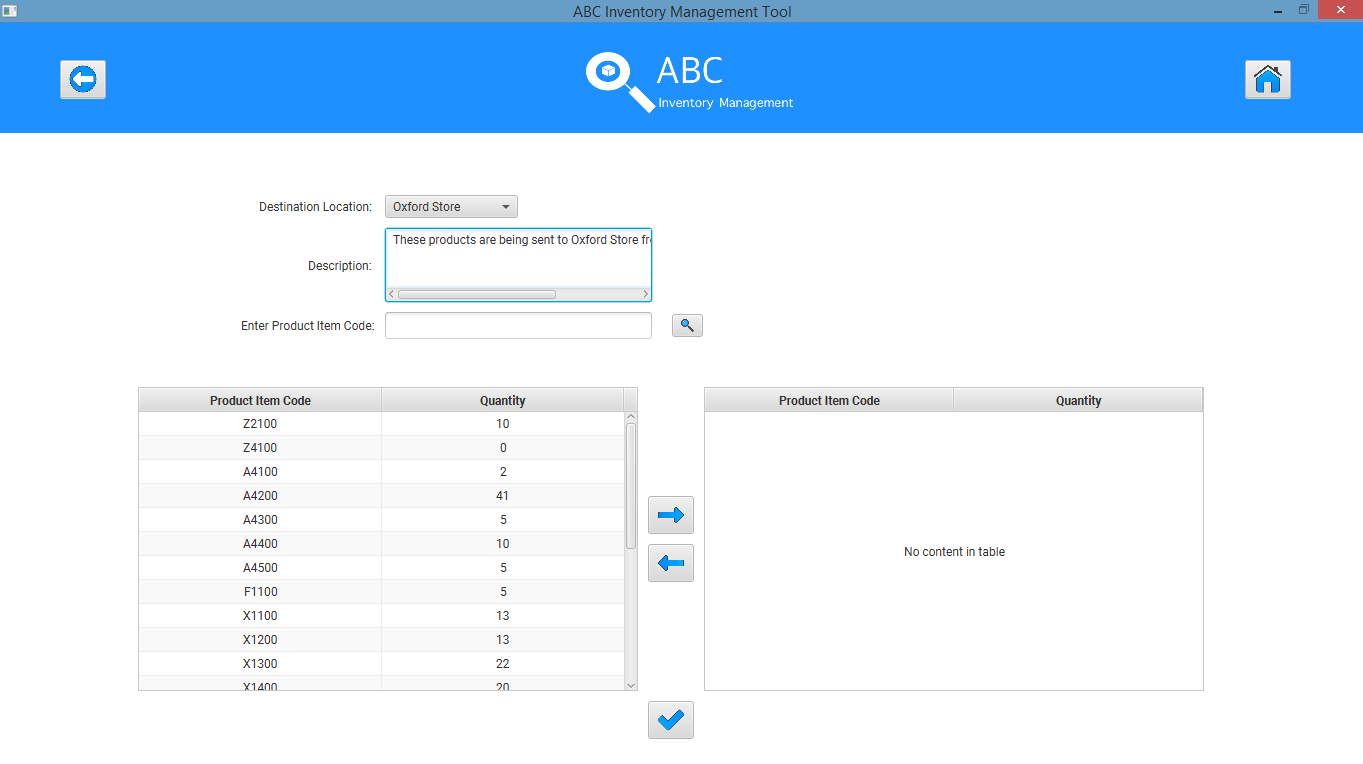 ABC Inventory Management Tool
ABC
Inventory Management
Destination Location: Oxford Store
Description: These products are being sent to Oxford Store
Enter Product Item Code:
Product Item Code Quantity
Z2100 10
Z4100 0
A4100 2
A4200 41
A4300 5
A4400 10
A4500 5
F1100 5
X1100 13
X1200 13
X1300 22
X1400 20
Product Item Code Quantity
No content in table